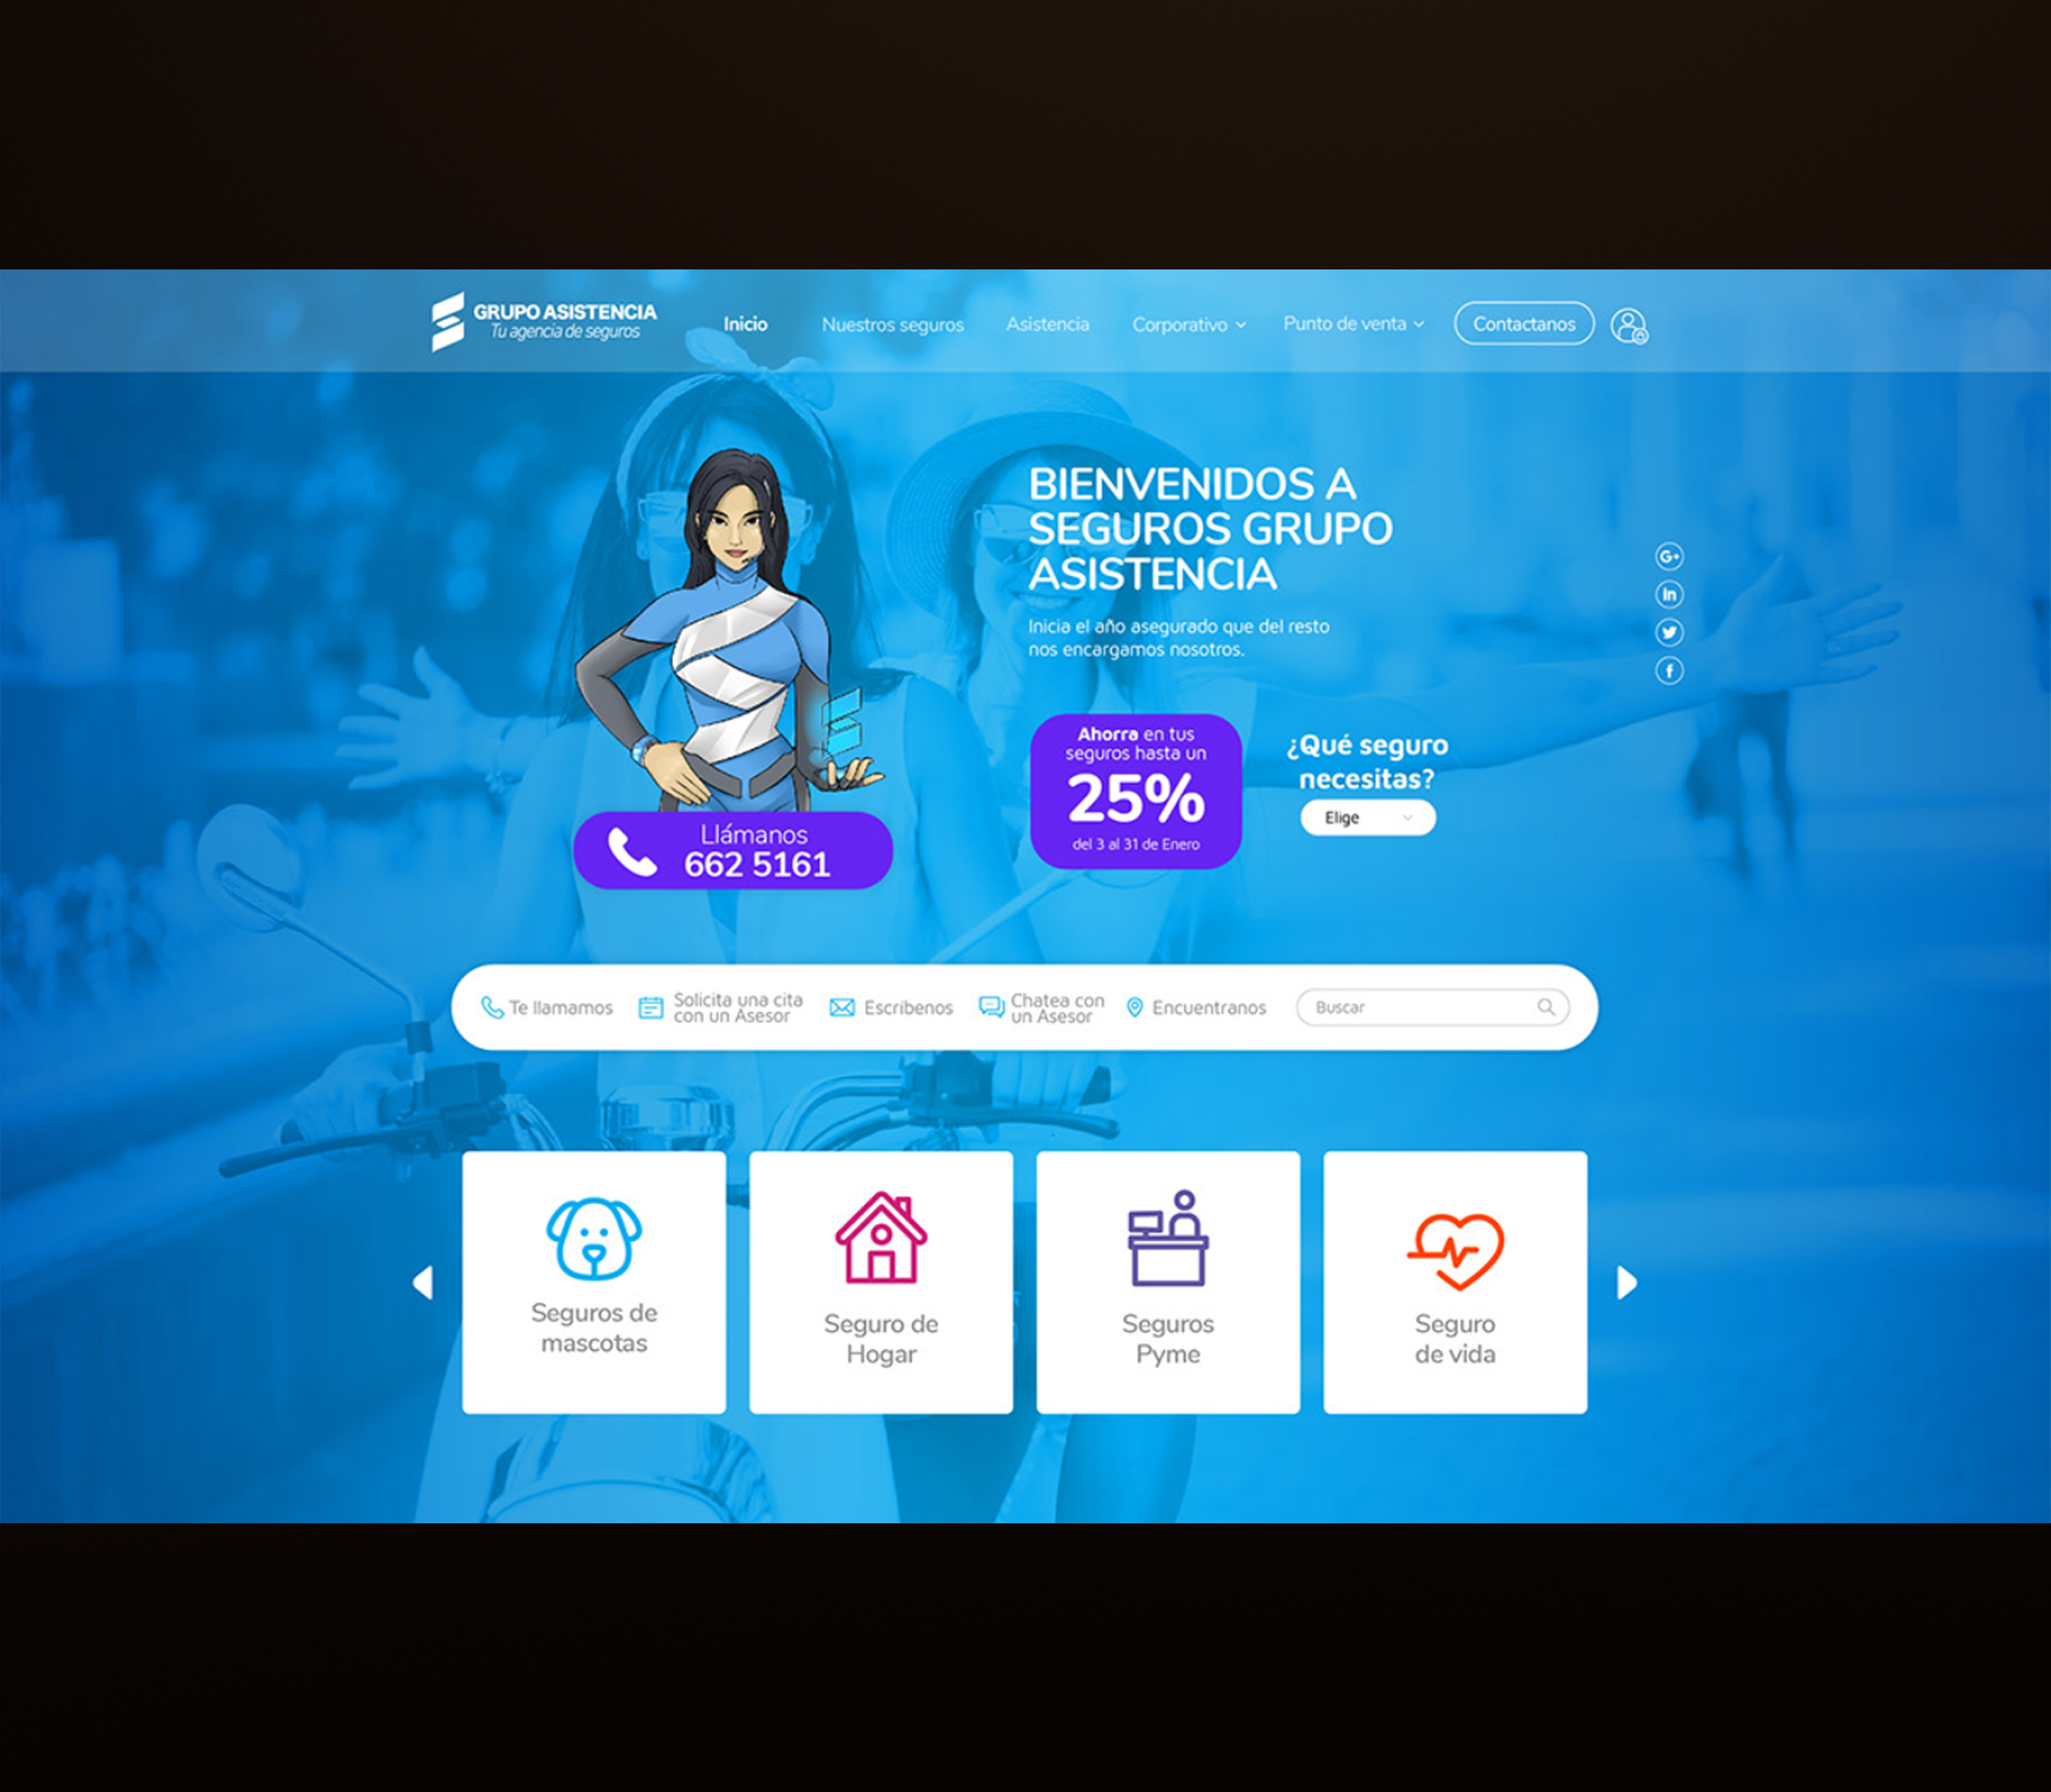 GRUPO ASISTENCIA
Tu agencia de seguros
Inicio
Nuestros seguros
Asistencia
Corporativo
Punto de venta
Contactanos
BIENVENIDOS A
SEGUROS GRUPO
ASISTENCIA
Inicia el año asegurado que del resto
nos encargamos nosotros.
G+
in
f
Ahorra en tus
seguros hasta un
25%
del 3 al 31 de Enero
¿Qué seguro
necesitas?
Elige
Llámanos
662 5161
Te llamamos
Solicita una cita
con un Asesor
Escríbenos
Chatea con
un Asesor
Encuentranos
Buscar
Seguros de
mascotas
Seguro de
Hogar
Seguros
Pyme
Seguro
de vida